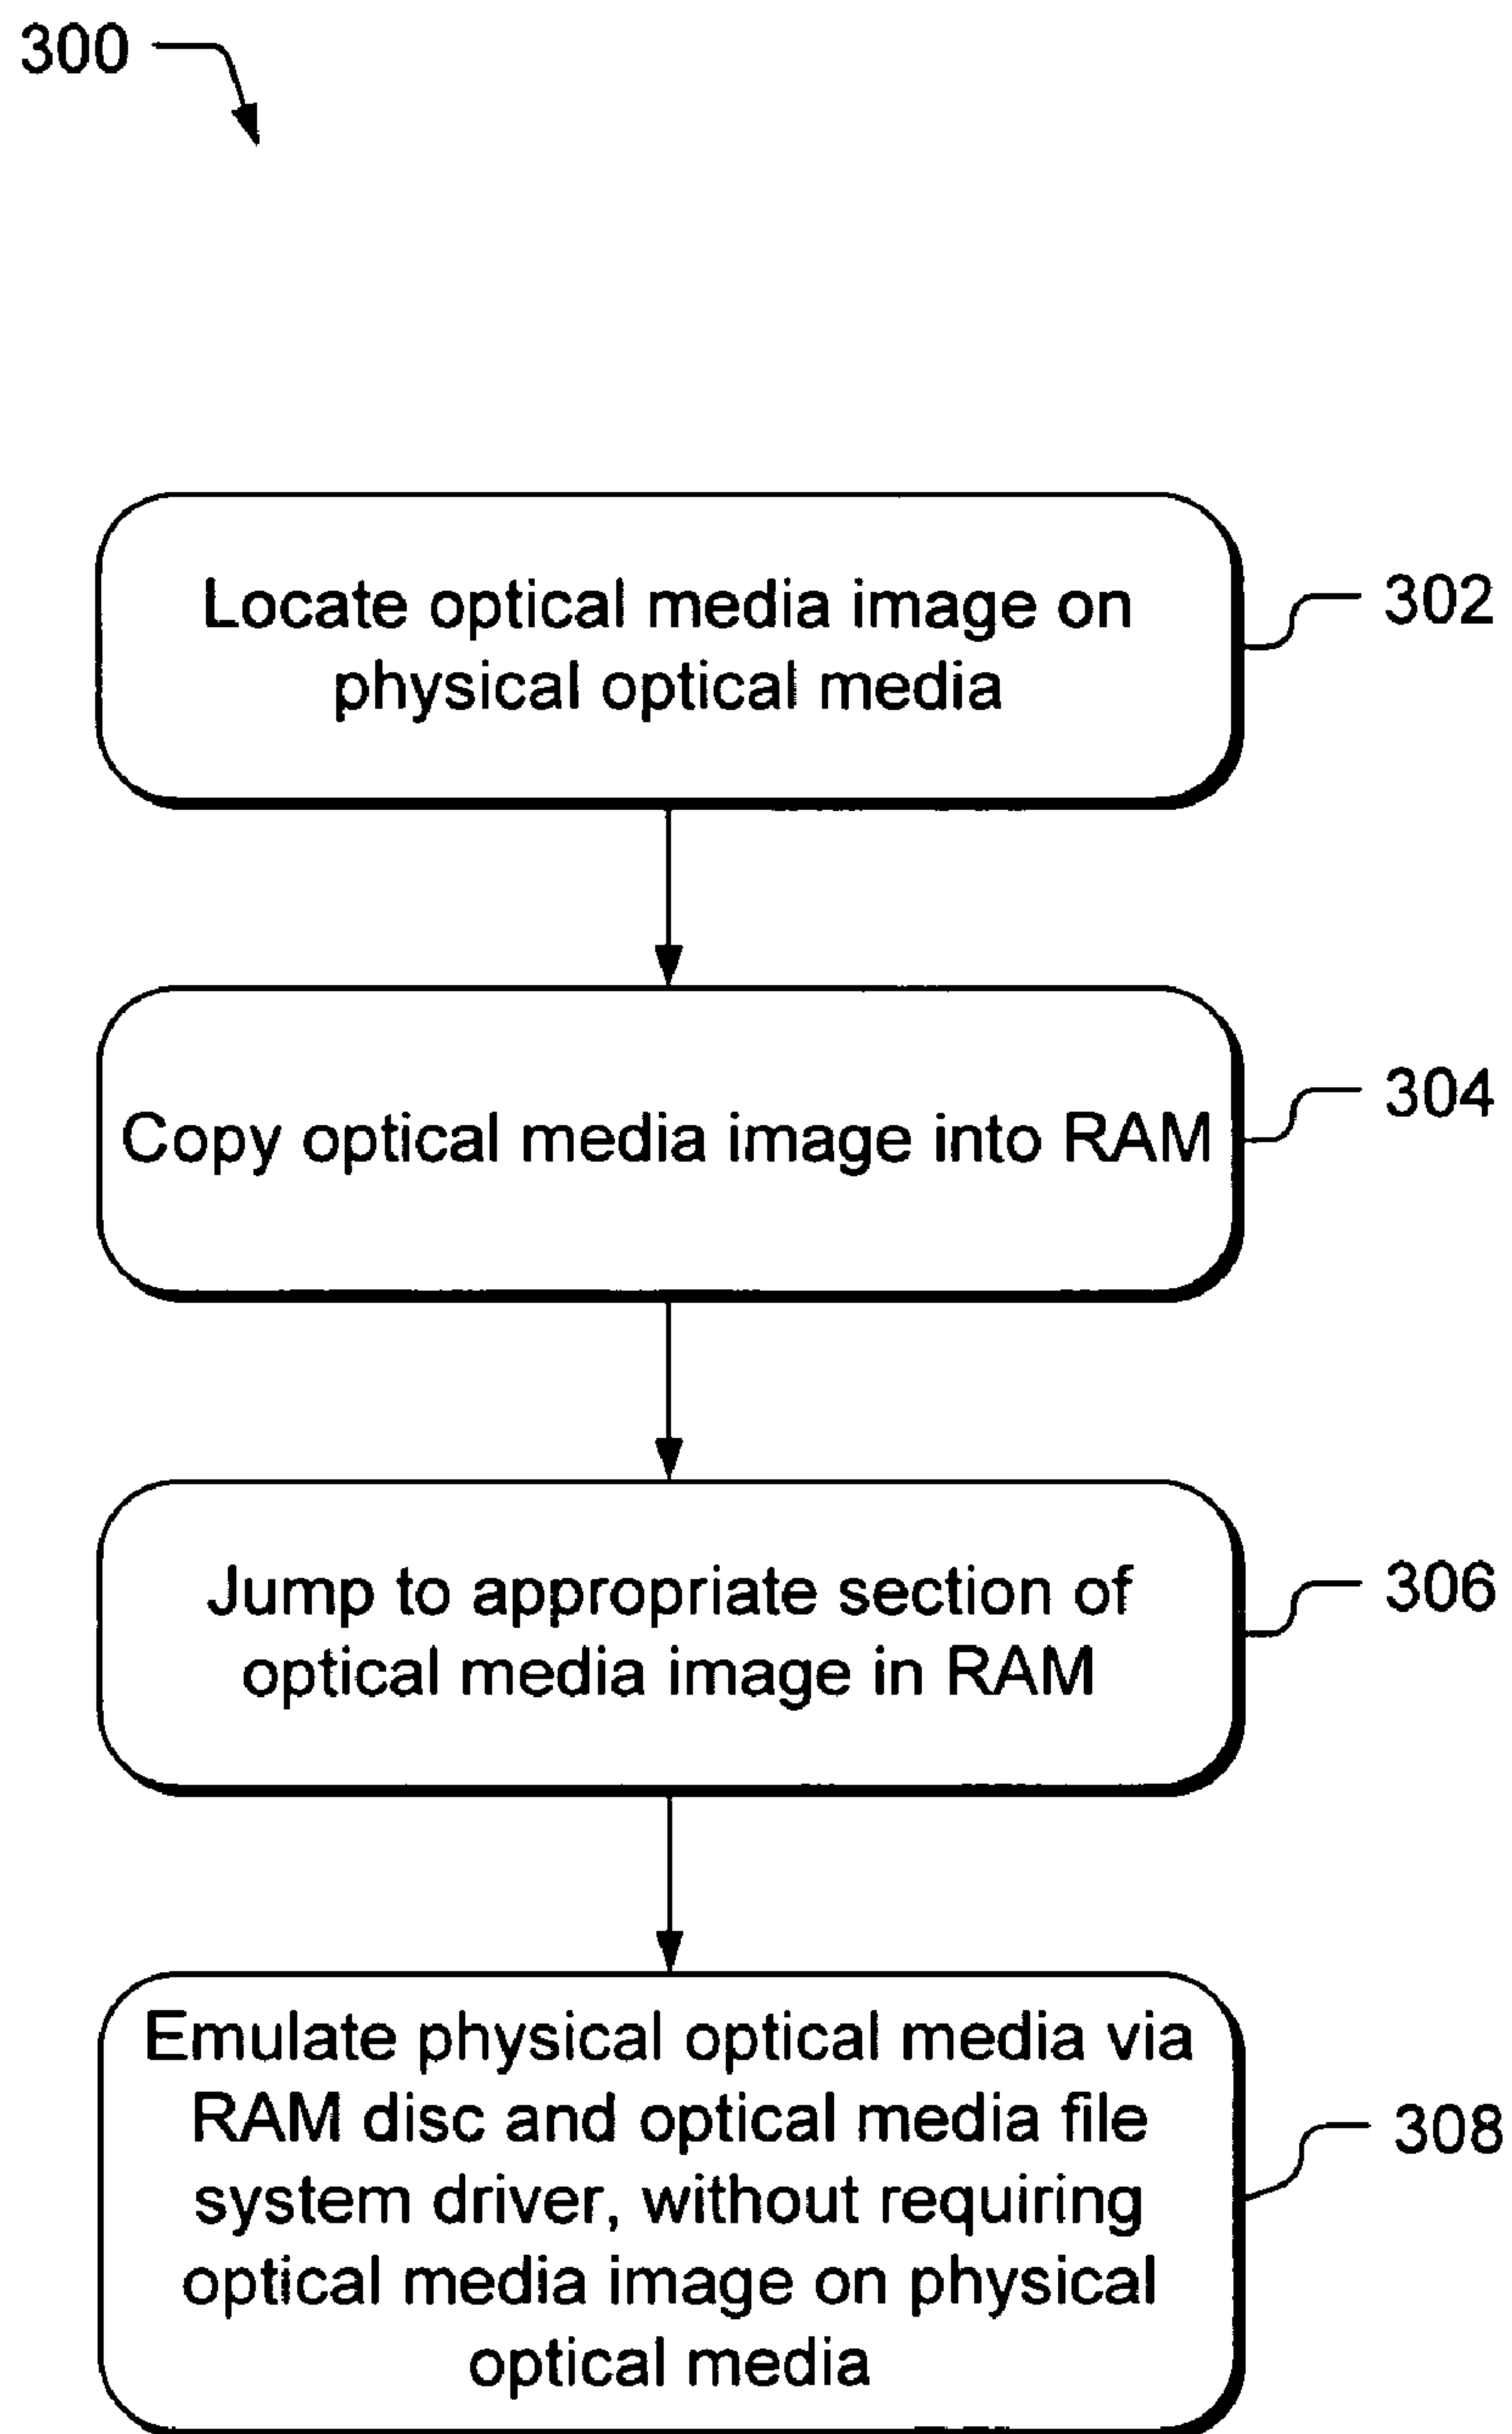 300
Locate optical media image on
physical optical media
302
Copy optical media image into RAM
304
Jump to appropriate section of
optical media image in RAM
306
Emulate physical optical media via
RAM disc and optical media file
system driver, without requiring
optical media image on physical
optical media
308